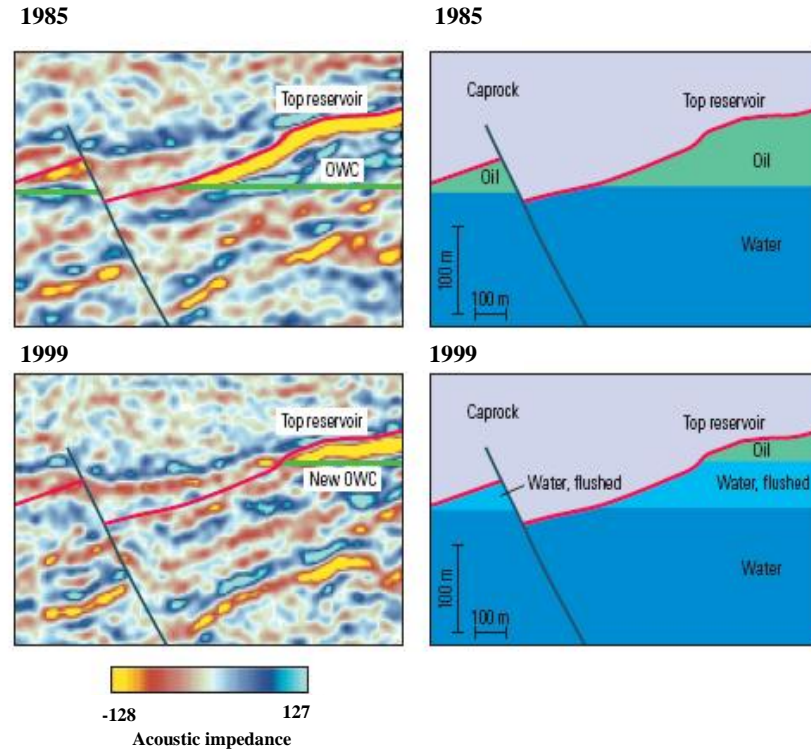 1985
1985
Top reservoir
OWC
Caprock
Top reservoir
Oil
Oil
Water
100 m
100 m
1999
1999
Top reservoir
New OWC
Caprock
Top reservoir
Oil
Water, flushed
Water, flushed
Water
100 m
100 m
-128
127
Acoustic impedance